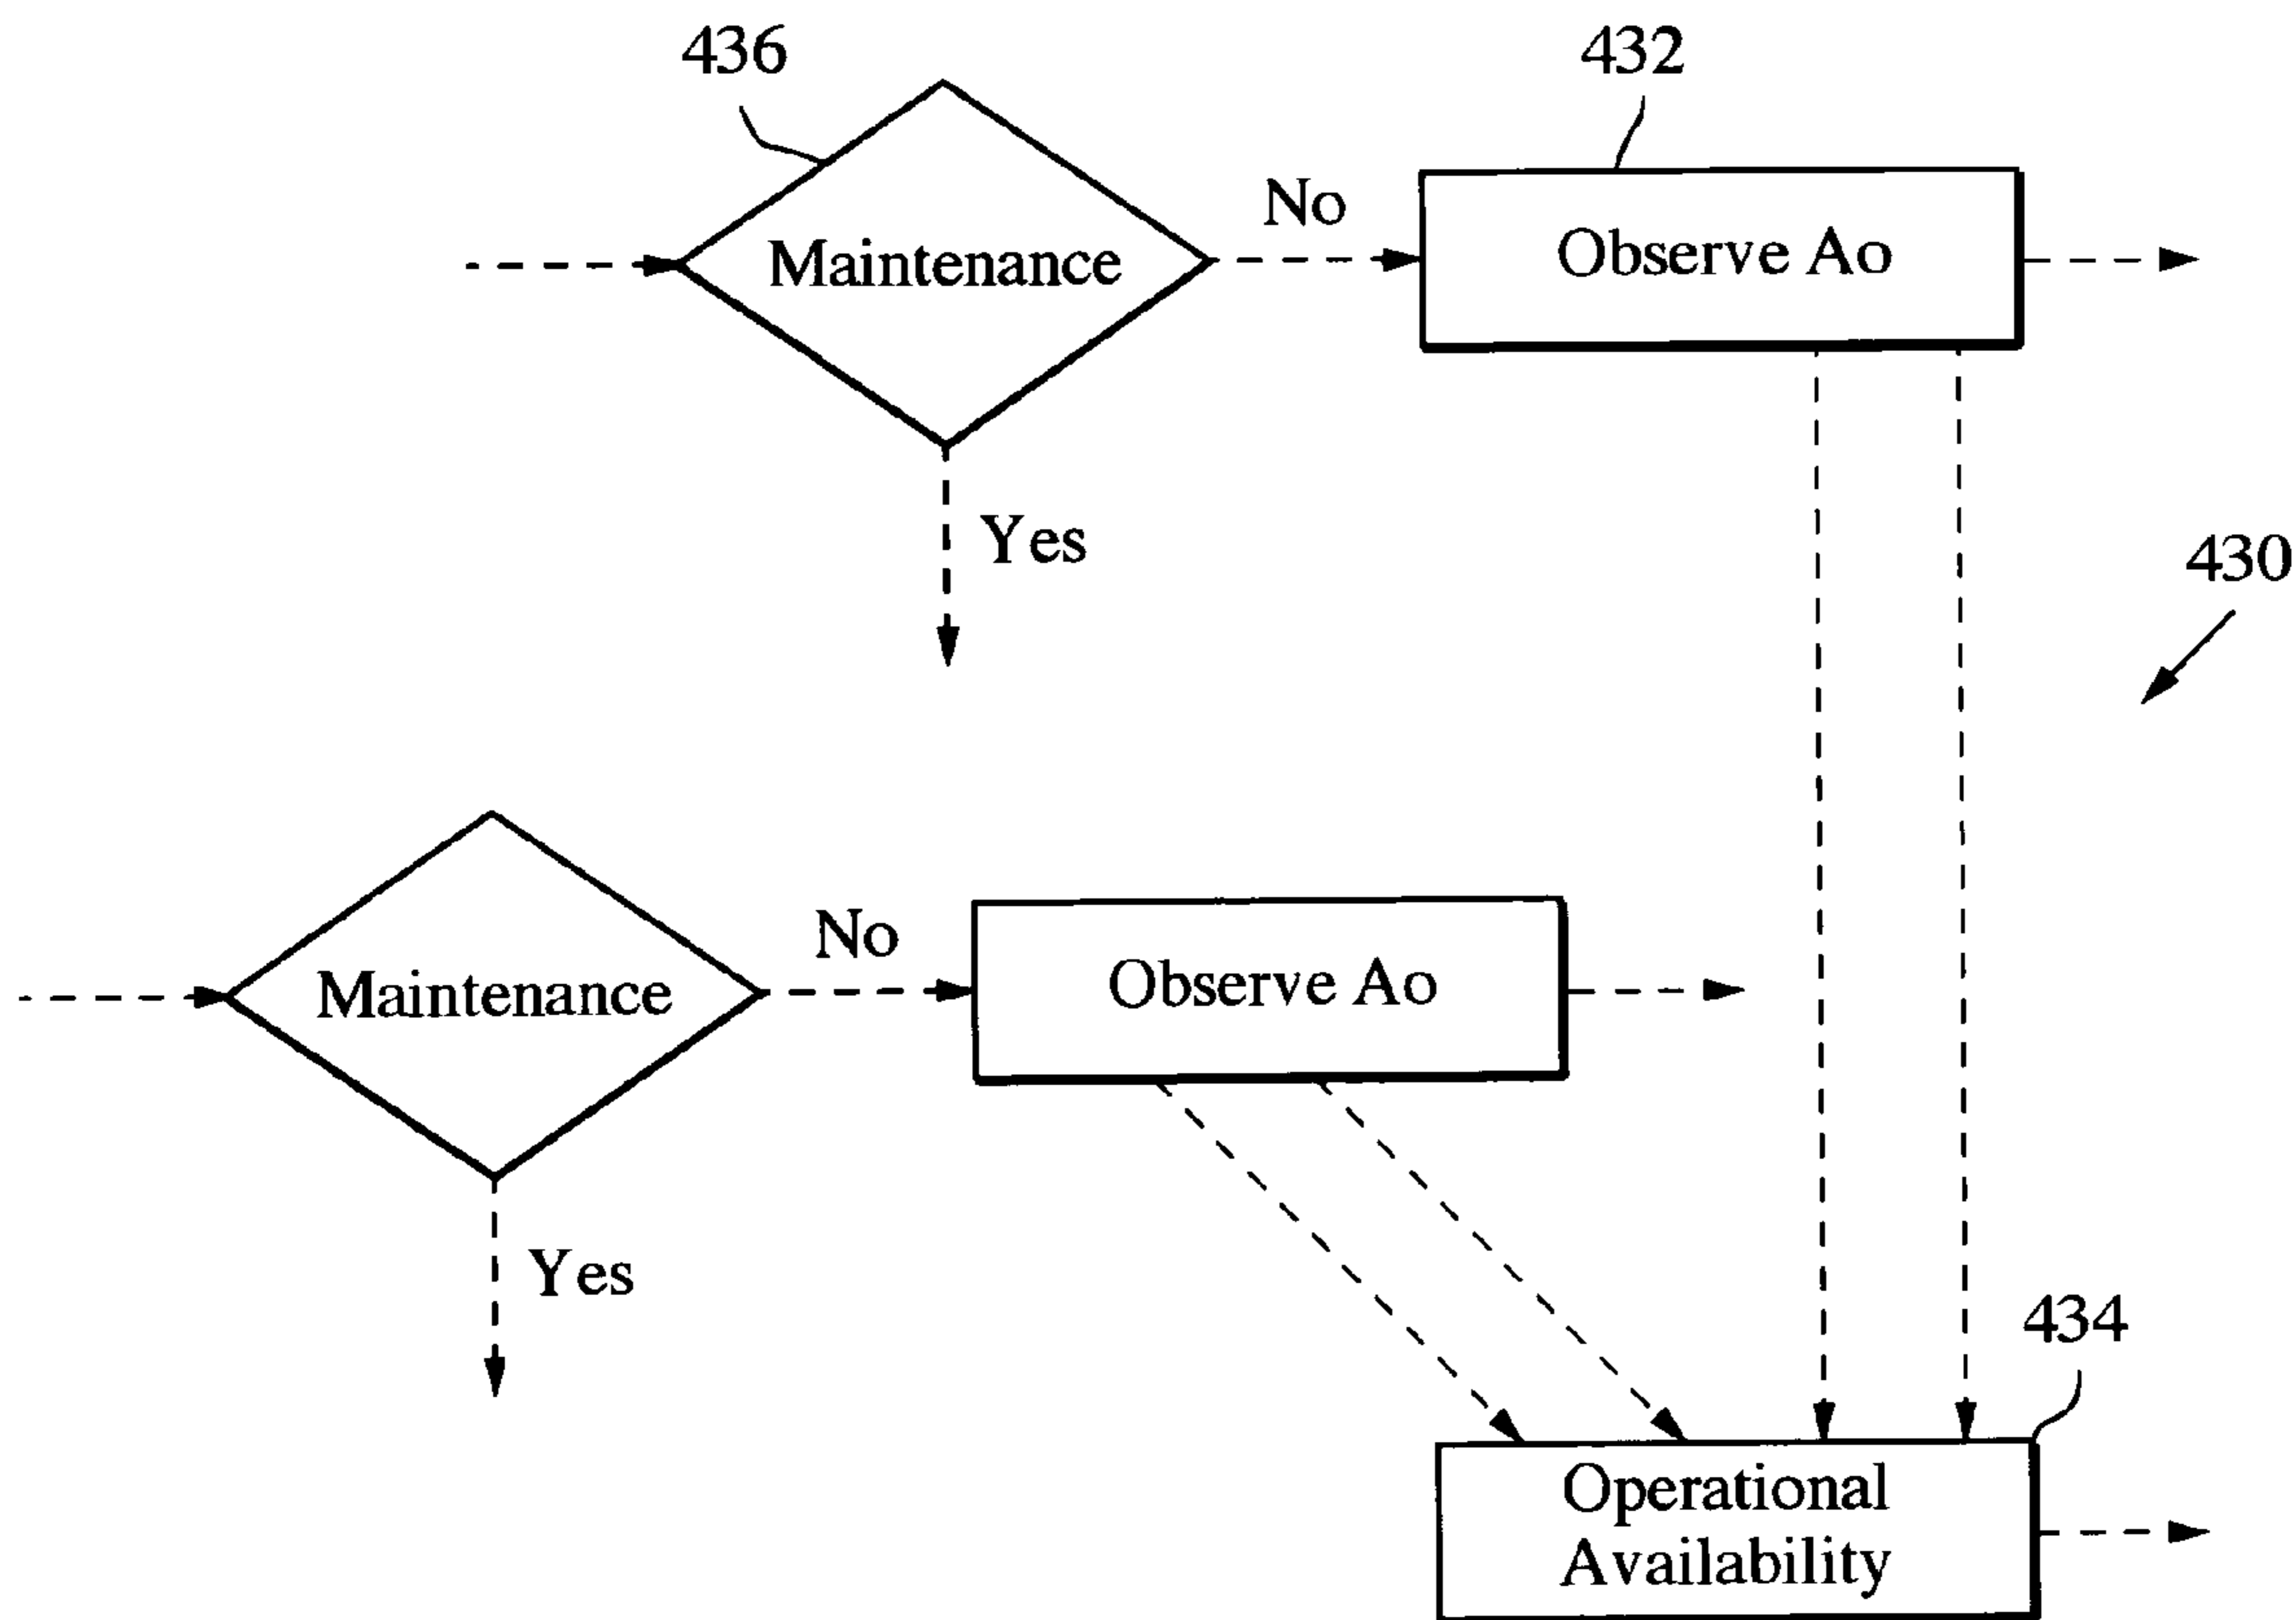 436
432
No
Maintenance
Observe Ao
Yes
430
No
Maintenance
Observe Ao
Yes
434
Operational
Availability